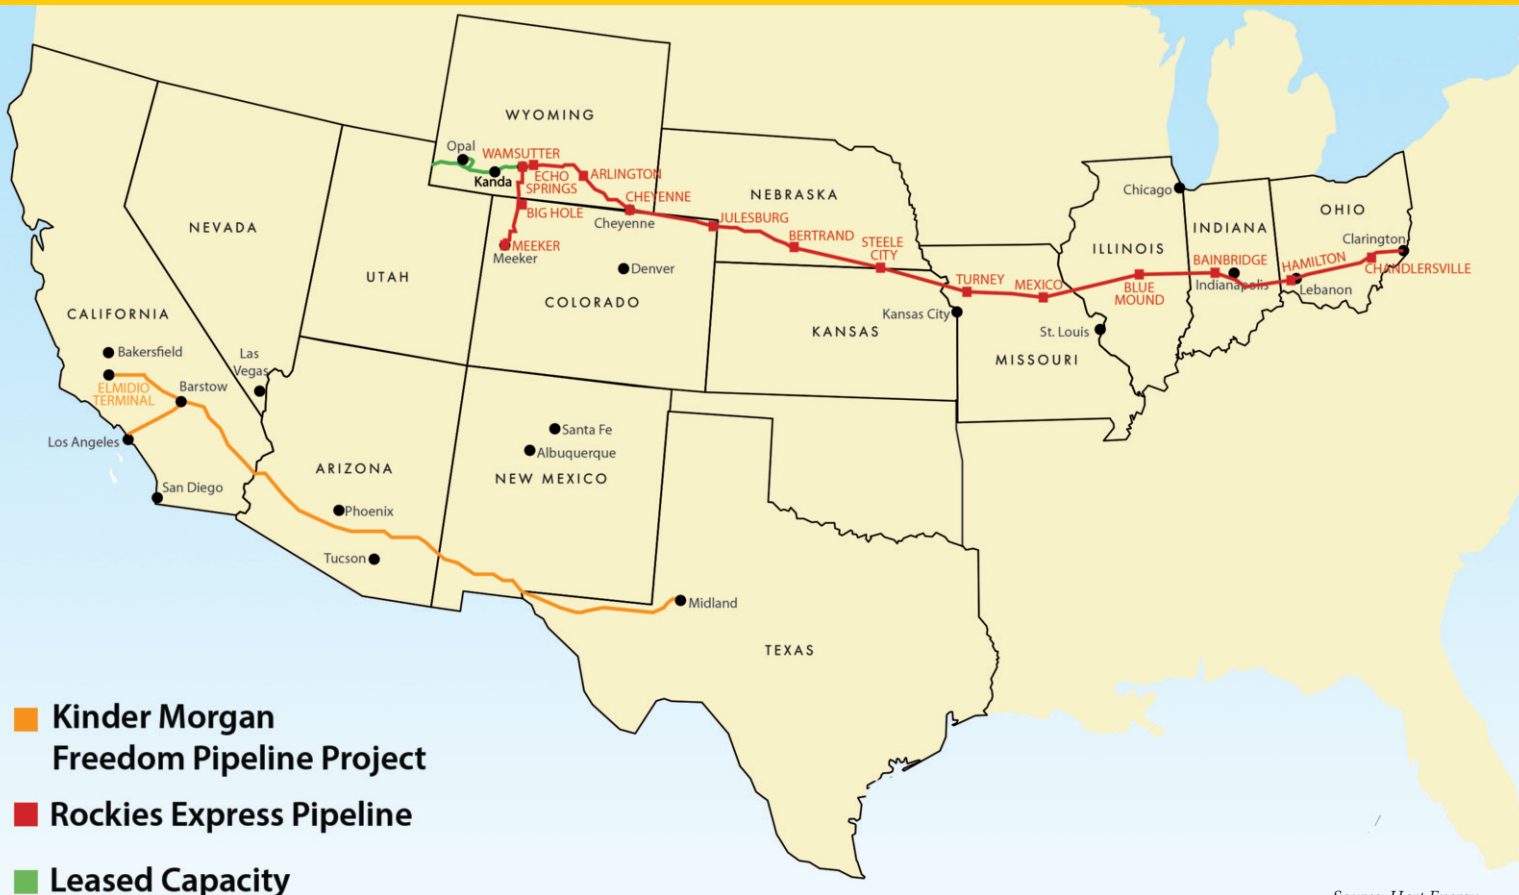 WYOMING
Opal
WAMSUTTER
Kanda
ECHO
SPRINGS
ARLINGTON
CHEYENNE
Cheyenne
BIG HOLE
MEEKER
Meeker
NEBRASKA
JULESBURG
BERTRAND
STEELE
CITY
Chicago
ILLINOIS
INDIANA
OHIO
Clarington
BAINBRIDGE
Indianapolis
HAMILTON
Lebanon
CHANDLERSVILLE
TURNEY
MEXICO
BLUE
MOUND
NEVADA
UTAH
Denver
COLORADO
KANSAS
Kansas City
St. Louis
MISSOURI
CALIFORNIA
Bakersfield
ELMIDIO
TERMINAL
Barstow
Las
Vegas
Los Angeles
San Diego
ARIZONA
Phoenix
Tucson
Santa Fe
Albuquerque
NEW MEXICO
Midland
TEXAS
Kinder Morgan
Freedom Pipeline Project
Rockies Express Pipeline
Leased Capacity